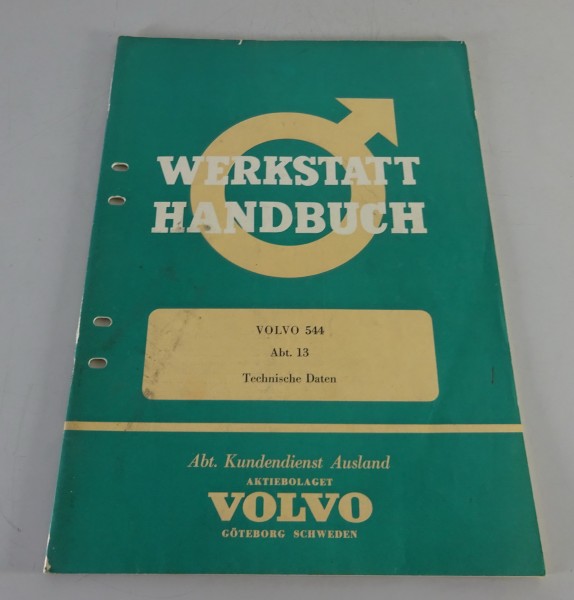 WERKSTATT
HANDBUCH
VOLVO 544
Abt. 13
Technische Daten
Abt. Kundendienst Ausland
AKTIEBOLAGET
VOLVO
GÖTEBORG SCHWEDEN